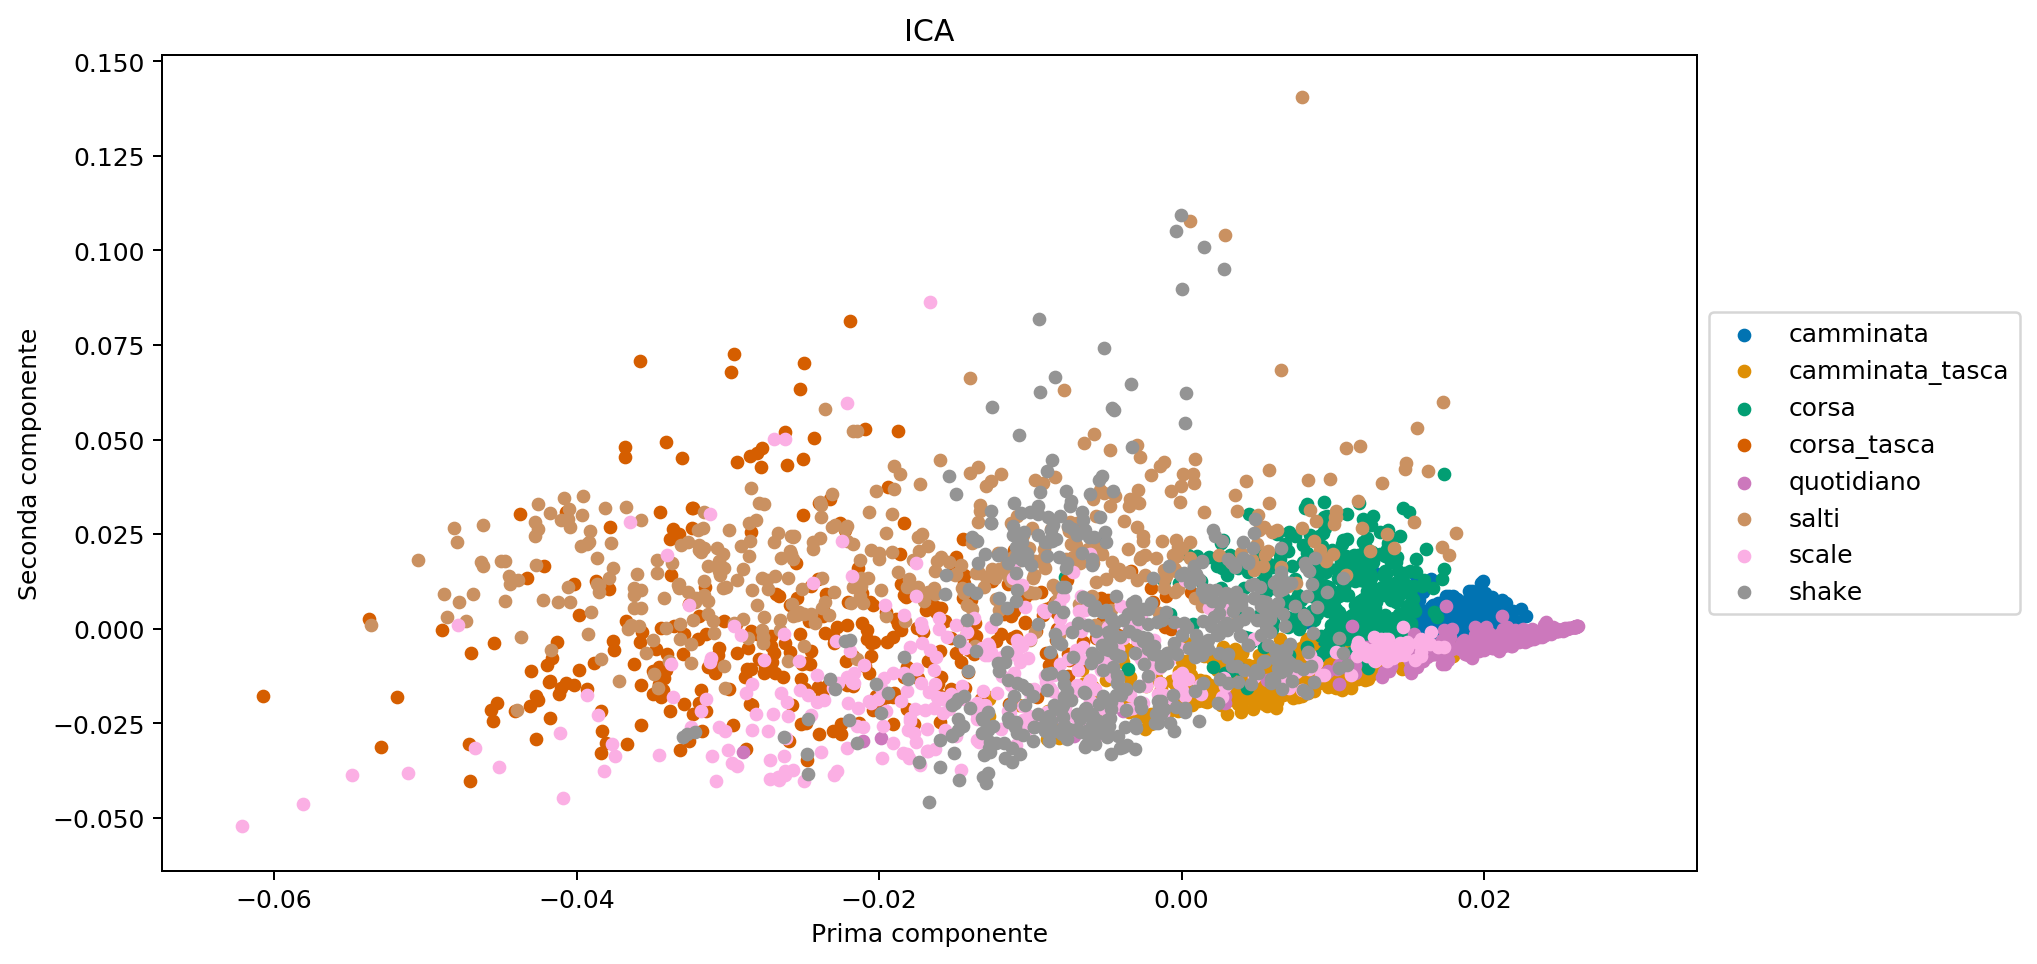 ICA
0.150
0.125
0.100
0.075
0.050
0.025
0.000
−0.025
−0.050
Seconda componente
−0.06
−0.04
−0.02
0.00
0.02
Prima componente
camminata
camminata_tasca
corsa
corsa_tasca
quotidiano
salti
scale
shake